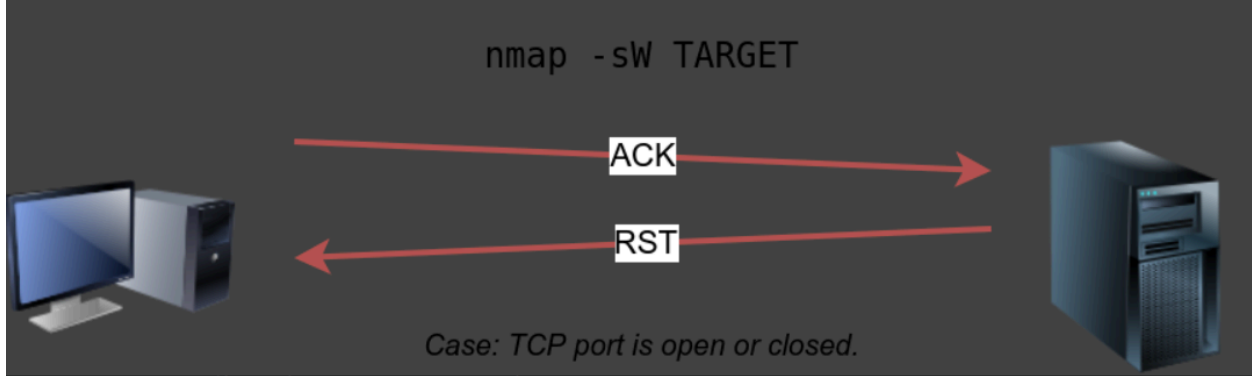 nmap -sW TARGET
ACK
RST
Case: TCP port is open or closed.